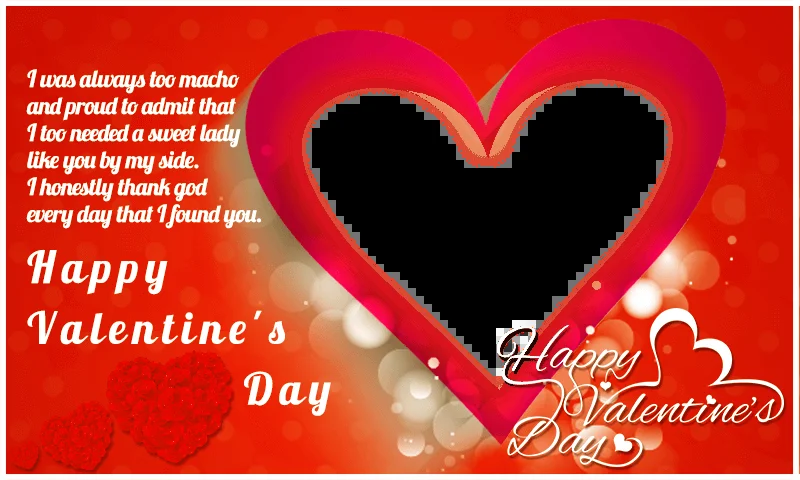 I was always too macho
and proud to admit that
I too needed a sweet lady
like you by my side.
I honestly thank god
every day that I found you.
Happy
Valentine's
Day
Happy
Valentine's
Day